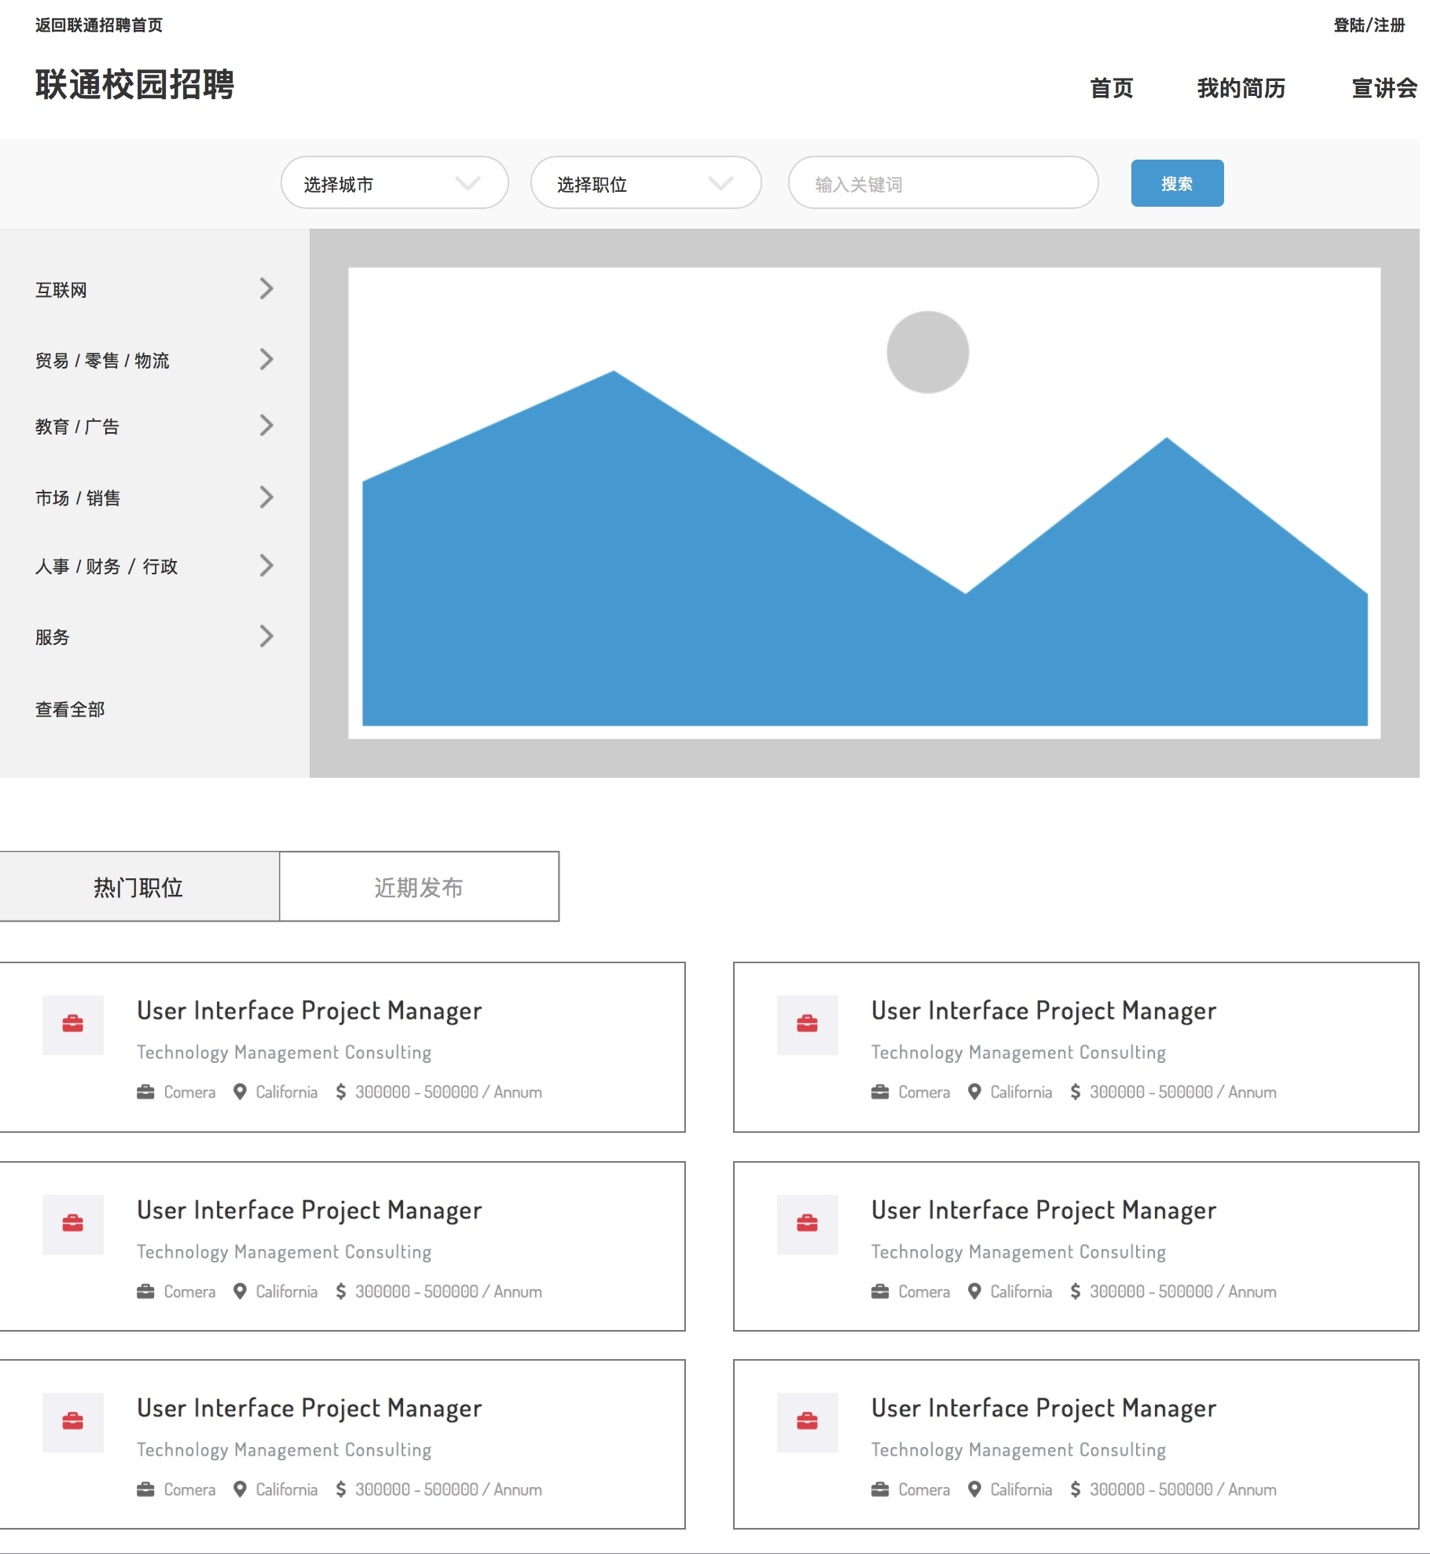 返回联通招聘首页 登陆/注册
联通校园招聘 首页 我的简历 宣讲会
选择城市 选择职位 输入关键词 搜索
互联网
贸易 / 零售 / 物流
教育 / 广告
市场 / 销售
人事 / 财务 / 行政
服务
查看全部
热门职位 近期发布
User Interface Project Manager
Technology Management Consulting
Comera California $ 300000 - 500000 / Annum
User Interface Project Manager
Technology Management Consulting
Comera California $ 300000 - 500000 / Annum
User Interface Project Manager
Technology Management Consulting
Comera California $ 300000 - 500000 / Annum
User Interface Project Manager
Technology Management Consulting
Comera California $ 300000 - 500000 / Annum
User Interface Project Manager
Technology Management Consulting
Comera California $ 300000 - 500000 / Annum
User Interface Project Manager
Technology Management Consulting
Comera California $ 300000 - 500000 / Annum